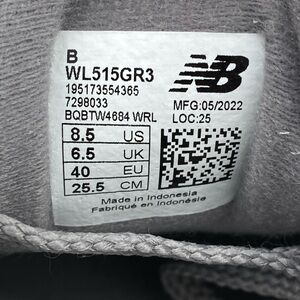 B
WL515GR3
195173554365
7298033
BQBTW4684 WRL
NB
MFG:05/2022
LOC:25
8.5 US
6.5 UK
40 EU
25.5 CM
Made in Indonesia
Fabriqué en Indonésie